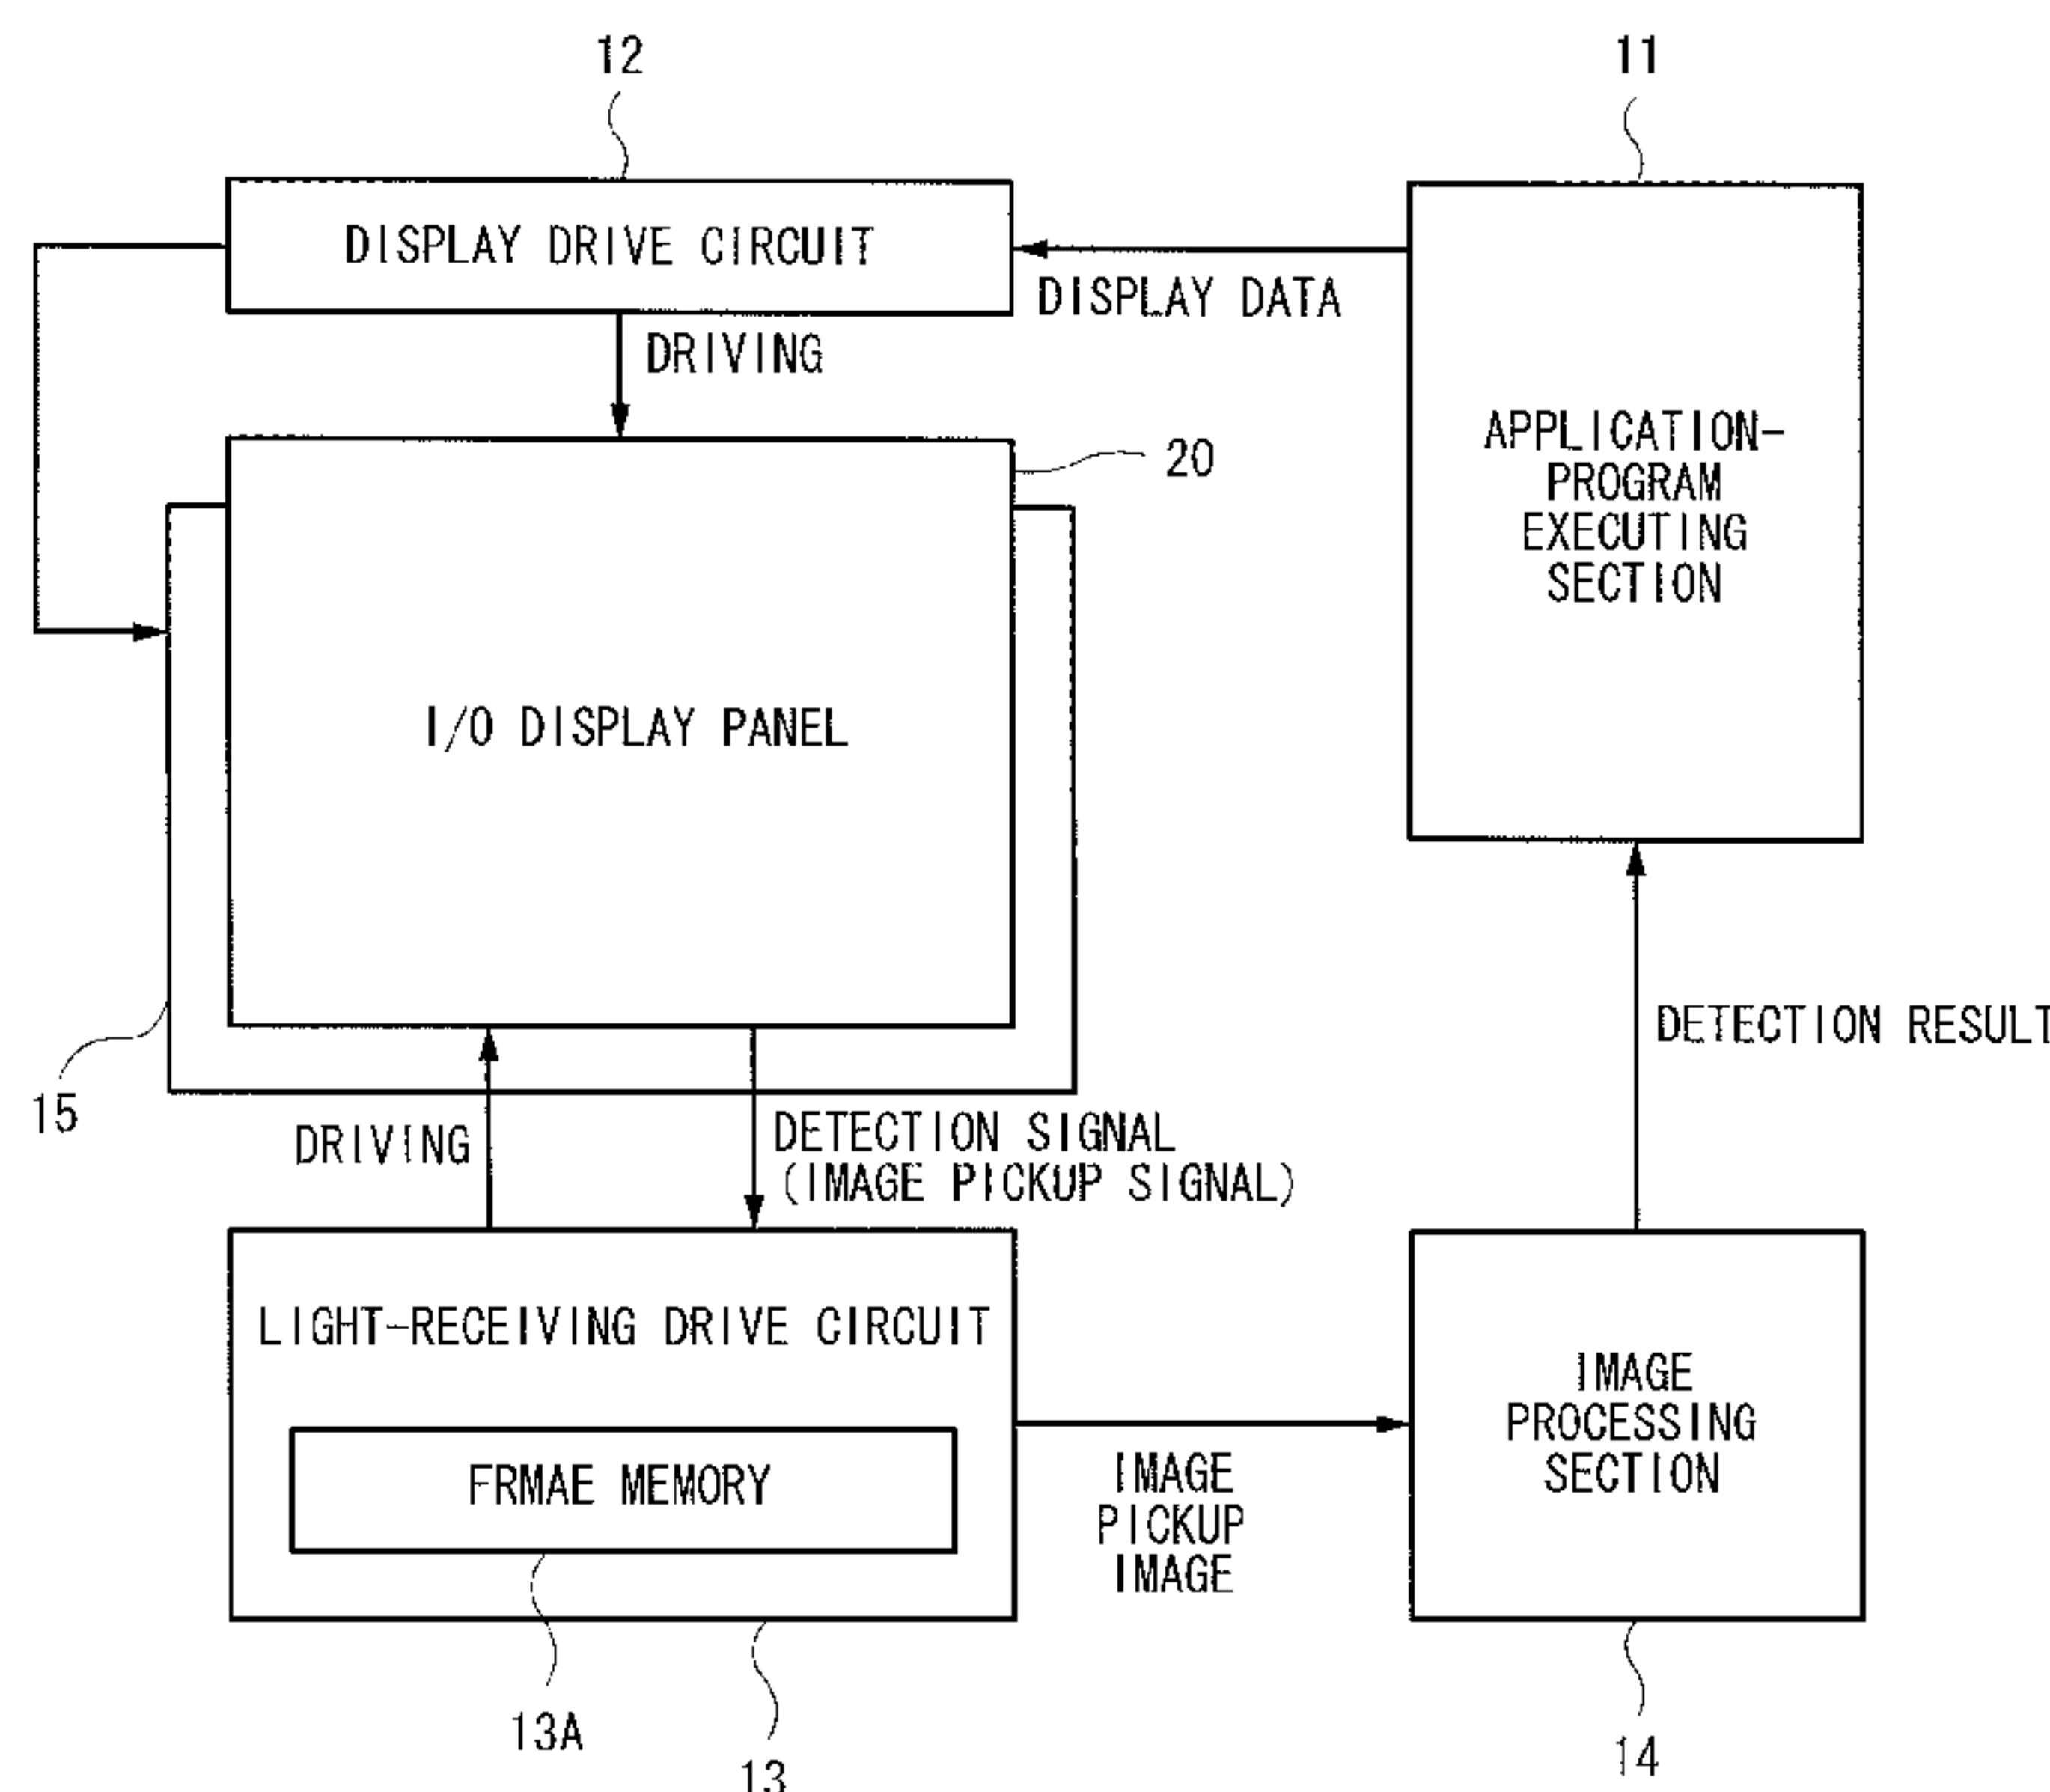 12
11
DISPLAY DRIVE CIRCUIT
DISPLAY DATA
DRIVING
APPLICATION-
PROGRAM
EXECUTING
SECTION
20
I/O DISPLAY PANEL
DETECTION RESULT
15
DRIVING
DETECTION SIGNAL
(IMAGE PICKUP SIGNAL)
LIGHT-RECEIVING DRIVE CIRCUIT
FRMAE MEMORY
IMAGE
PICKUP
IMAGE
IMAGE
PROCESSING
SECTION
13A
13
14